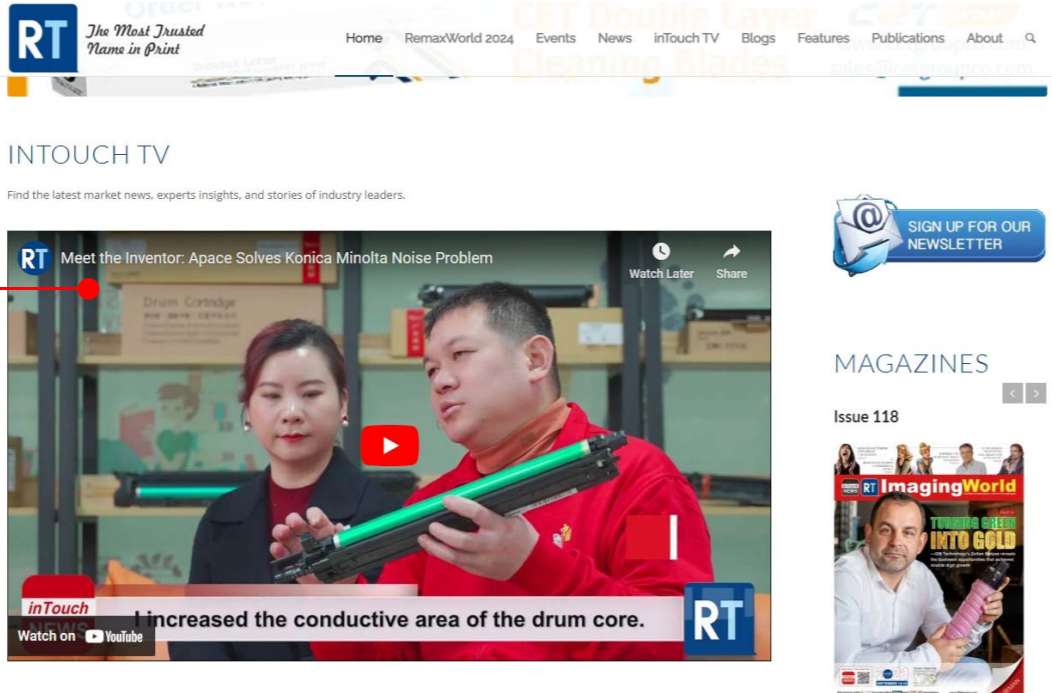 RT
The Most Trusted
Name in Print
Home RemaxWorld 2024 Events News inTouch TV Blogs Features Publications About
CET Double Layer
Cleaning Blades
INTOUCH TV
Find the latest market news, experts insights, and stories of industry leaders.
SIGN UP FOR OUR
NEWSLETTER
RT Meet the Inventor: Apace Solves Konica Minolta Noise Problem
Watch Later Share
Drum Cartridge
inTouch
NEWS
I increased the conductive area of the drum core.
RT
Watch on YouTube
MAGAZINES
Issue 118
RT ImagingWorld
TURNING GREEN
INTO GOLD